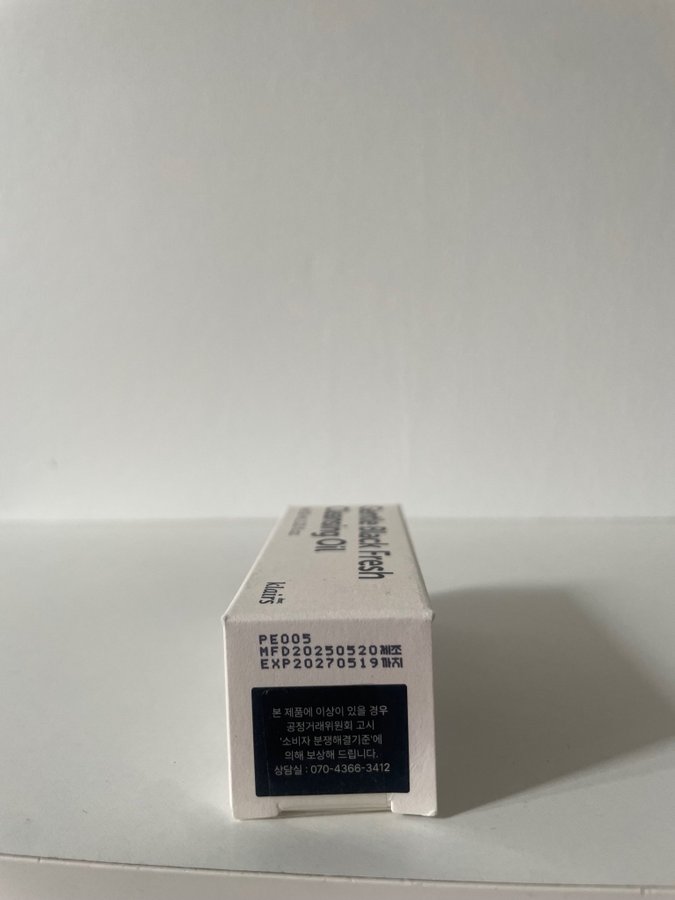 Gentle Black Fresh
Cleansing Oil
klairs
PE005
MFD20250520제조
EXP20270519까지
본 제품에 이상이 있을 경우
공정거래위원회 고시
'소비자 분쟁해결기준'에
의해 보상해 드립니다.
상담실 : 070-4366-3412